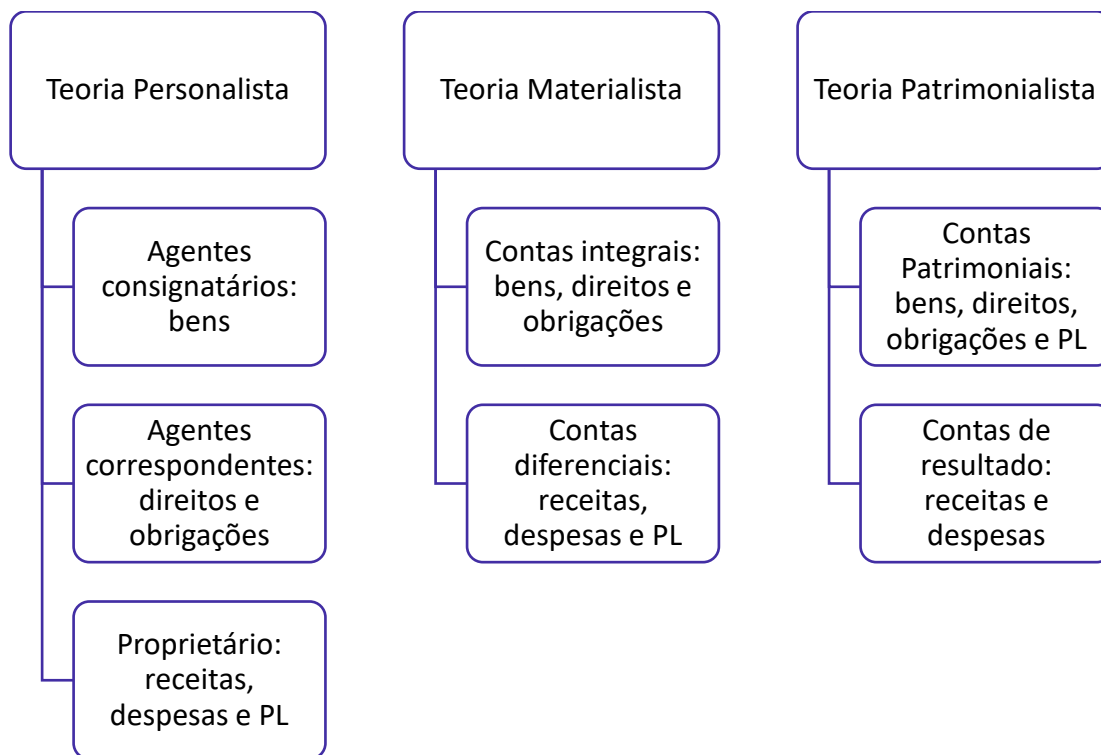 Teoria Personalista
Agentes
consignatários:
bens
Agentes
correspondentes:
direitos e
obrigações
Proprietário:
receitas,
despesas e PL
Teoria Materialista
Contas integrais:
bens, direitos e
obrigações
Contas
diferenciais:
receitas,
despesas e PL
Teoria Patrimonialista
Contas
Patrimoniais:
bens, direitos,
obrigações e PL
Contas de
resultado:
receitas e
despesas